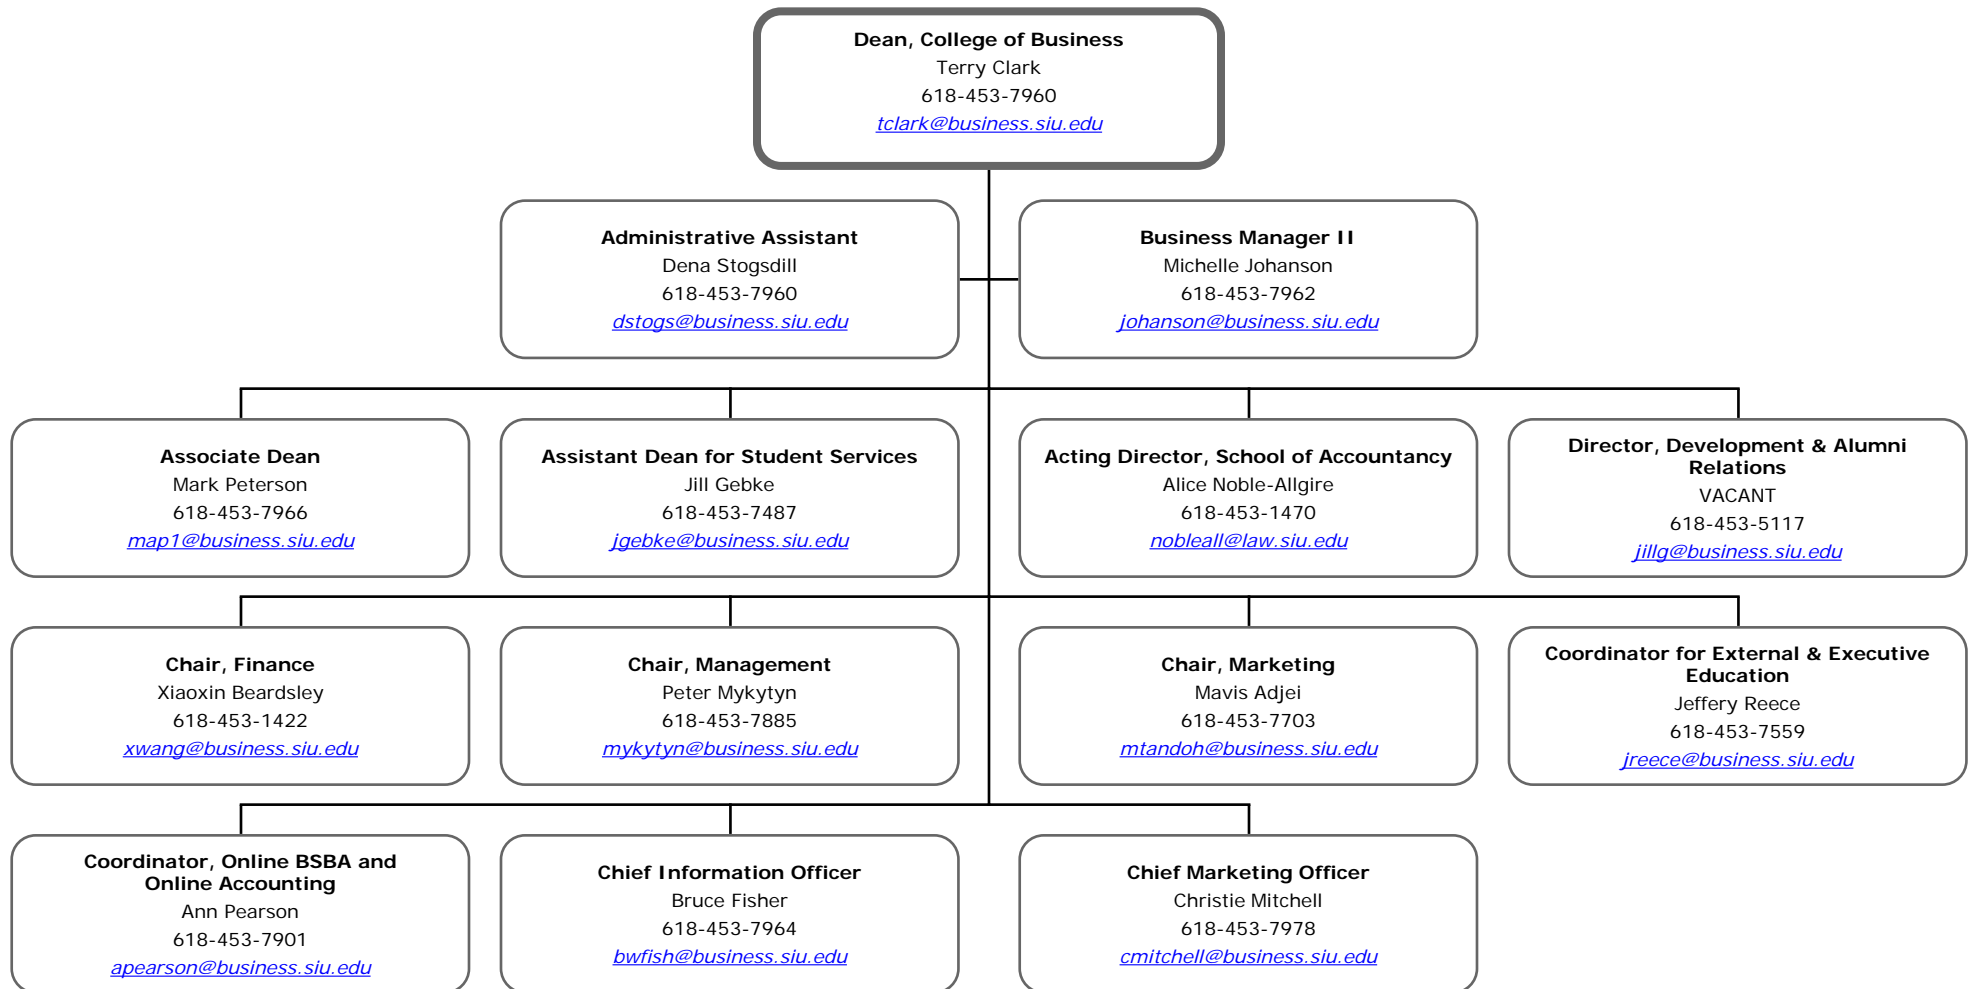 Dean, College of Business
Terry Clark
618-453-7960
tclark@business.siu.edu
Administrative Assistant
Dena Stogsdill
618-453-7960
dstogs@business.siu.edu
Business Manager II
Michelle Johanson
618-453-7962
johanson@business.siu.edu
Associate Dean
Mark Peterson
618-453-7966
map1@business.siu.edu
Assistant Dean for Student Services
Jill Gebke
618-453-7487
jgebke@business.siu.edu
Acting Director, School of Accountancy
Alice Noble-Allgire
618-453-1470
nobleall@law.siu.edu
Director, Development & Alumni
Relations
VACANT
618-453-5117
jillg@business.siu.edu
Chair, Finance
Xiaoxin Beardsley
618-453-1422
xwang@business.siu.edu
Chair, Management
Peter Mykytyn
618-453-7885
mykytyn@business.siu.edu
Chair, Marketing
Mavis Adjei
618-453-7703
mtandoh@business.siu.edu
Coordinator for External & Executive
Education
Jeffery Reece
618-453-7559
jreece@business.siu.edu
Coordinator, Online BSBA and
Online Accounting
Ann Pearson
618-453-7901
apearson@business.siu.edu
Chief Information Officer
Bruce Fisher
618-453-7964
bwfish@business.siu.edu
Chief Marketing Officer
Christie Mitchell
618-453-7978
cmitchell@business.siu.edu